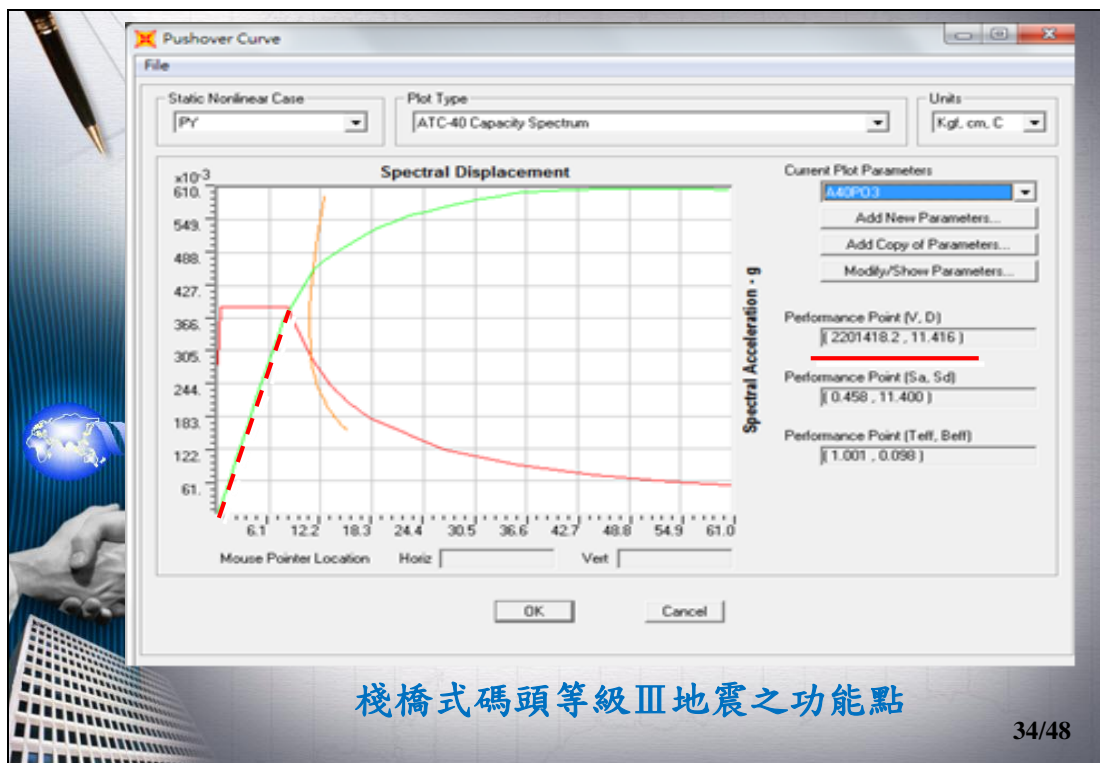 Pushover Curve
File
Static Nonlinear Case
PY
Plot Type
ATC-40 Capacity Spectrum
Units
Kgf, cm, C
Spectral Displacement
x10-3
610.
549.
488.
427.
366.
305.
244.
183.
122.
61.
6.1 12.2 18.3 24.4 30.5 36.6 42.7 48.8 54.9 61.0
Spectral Acceleration - g
Mouse Pointer Location Horiz Vert
Current Plot Parameters
A40PO3
Add New Parameters...
Add Copy of Parameters...
Modify/Show Parameters...
Performance Point (V, D)
( 2201418.2 , 11.416 )
Performance Point (Sa, Sd)
( 0.458 , 11.400 )
Performance Point (Teff, Beff)
( 1.001 , 0.098 )
OK Cancel
棧橋式碼頭等級Ⅲ地震之功能點
34/48